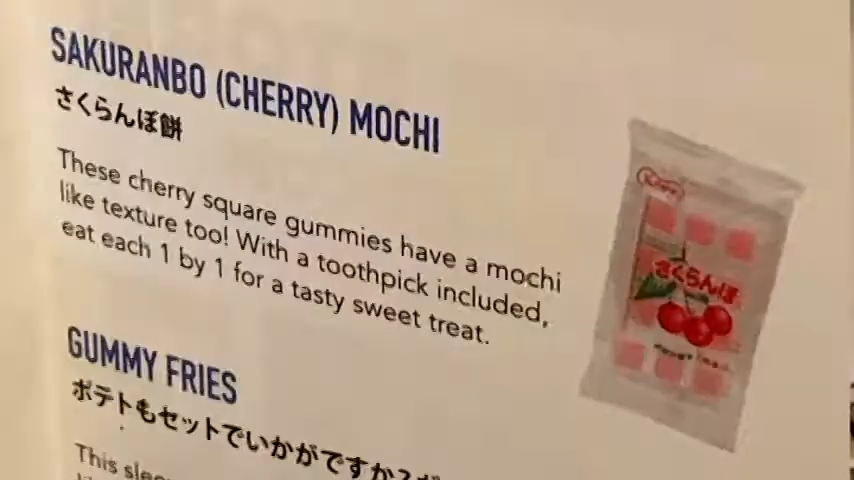 SAKURANBO (CHERRY) MOCHI
さくらんぼ餅
These cherry square gummies have a mochi
like texture too! With a toothpick included,
eat each 1 by 1 for a tasty sweet treat.
さくらんぼ
GUMMY FRIES
ポテトもセットでいかがですか?
This